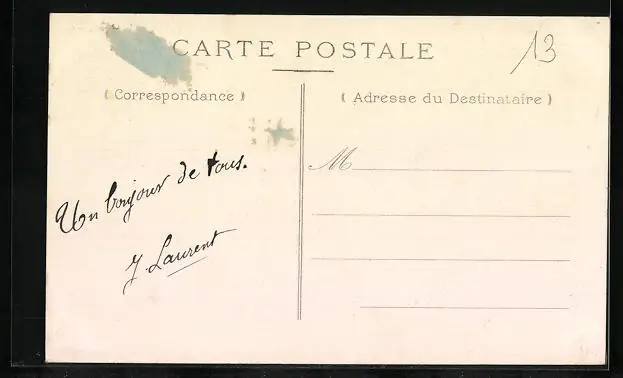 CARTE POSTALE
13
( Correspondance )
( Adresse du Destinataire )
M
Un bonjour de tous.
J. Laurent